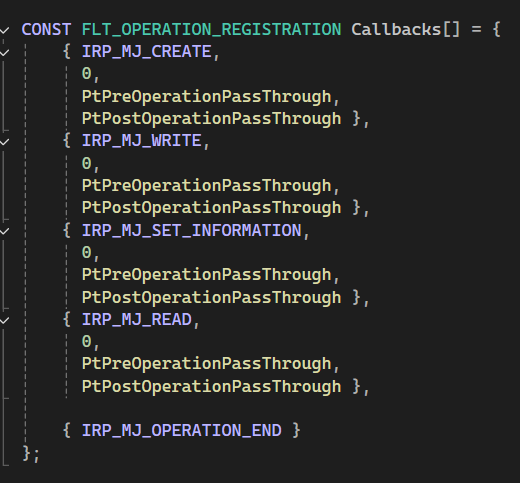 CONST FLT_OPERATION_REGISTRATION Callbacks[] = {
{ IRP_MJ_CREATE,
0,
PtPreOperationPassThrough,
PtPostOperationPassThrough },
{ IRP_MJ_WRITE,
0,
PtPreOperationPassThrough,
PtPostOperationPassThrough },
{ IRP_MJ_SET_INFORMATION,
0,
PtPreOperationPassThrough,
PtPostOperationPassThrough },
{ IRP_MJ_READ,
0,
PtPreOperationPassThrough,
PtPostOperationPassThrough },
{ IRP_MJ_OPERATION_END }
};